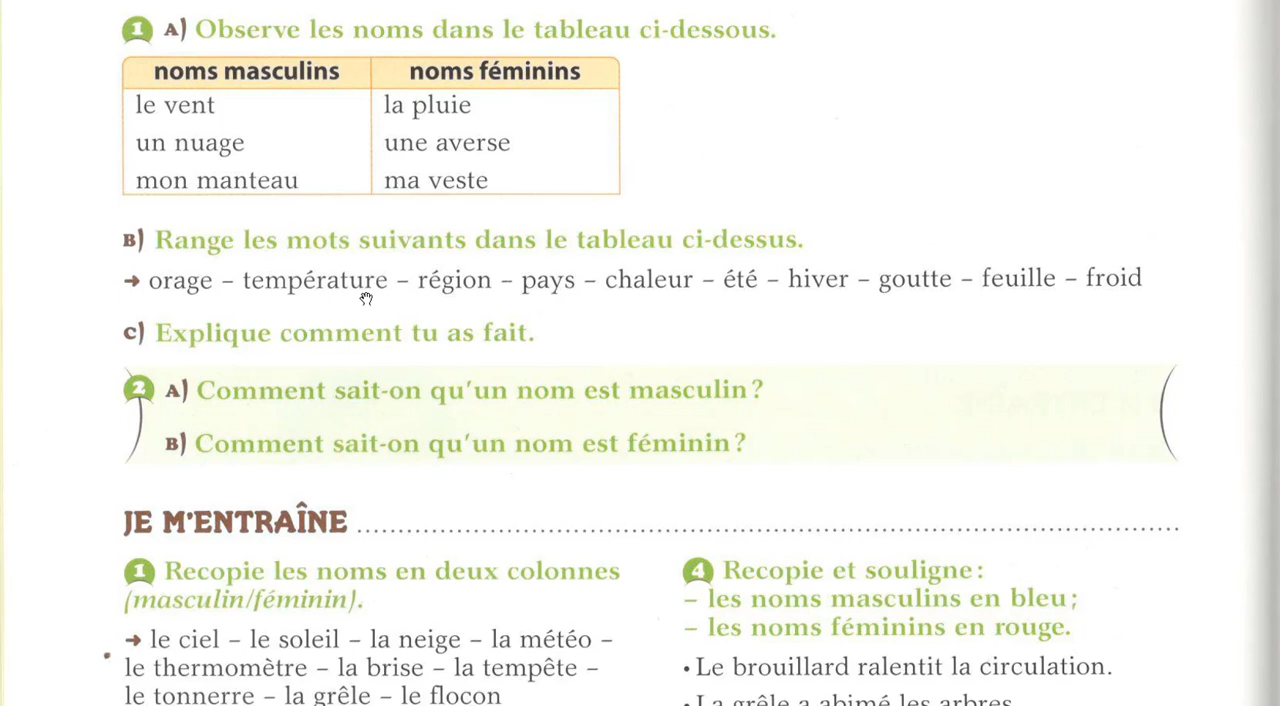 1 A) Observe les noms dans le tableau ci-dessous.
noms masculins noms féminins
le vent la pluie
un nuage une averse
mon manteau ma veste
B) Range les mots suivants dans le tableau ci-dessus.
→ orage – température – région – pays – chaleur – été – hiver – goutte – feuille – froid
C) Explique comment tu as fait.
2 A) Comment sait-on qu'un nom est masculin ?
B) Comment sait-on qu'un nom est féminin ?
JE M'ENTRAÎNE
1 Recopie les noms en deux colonnes
(masculin/féminin).
→ le ciel – le soleil – la neige – la météo –
le thermomètre – la brise – la tempête –
le tonnerre – la grêle – le flocon
4 Recopie et souligne :
– les noms masculins en bleu ;
– les noms féminins en rouge.
• Le brouillard ralentit la circulation.
• La grêle a abimé les arbres.